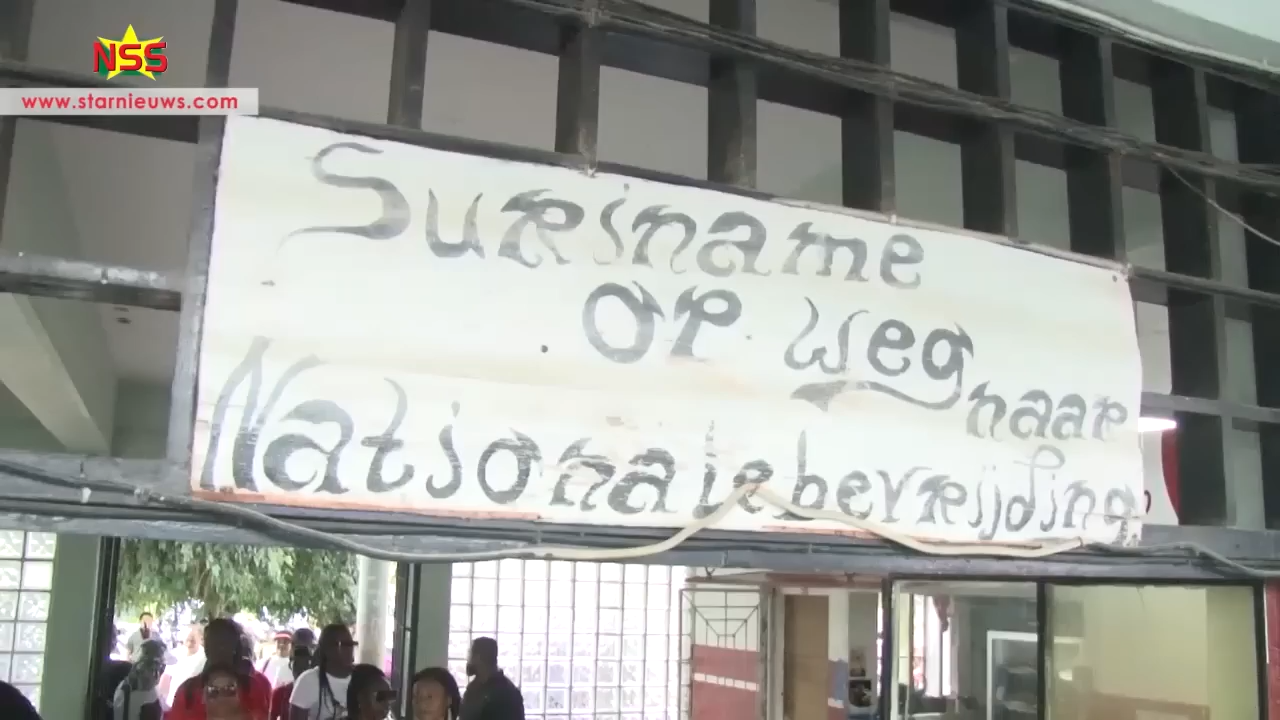 NSS
www.starnieuws.com
Suriname
op weg
naar
Nationale bevrijding